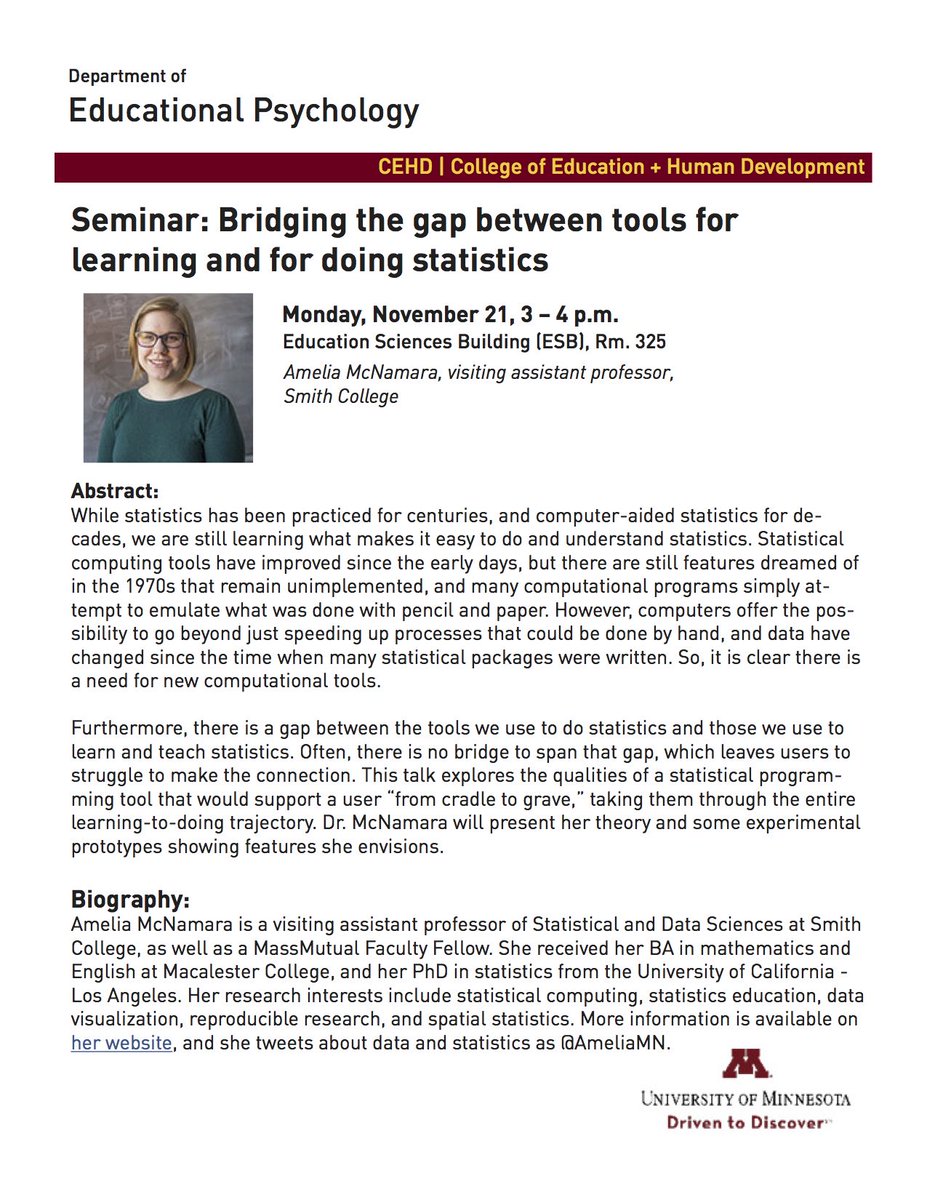 Department of
Educational Psychology
CEHD | College of Education + Human Development
Seminar: Bridging the gap between tools for
learning and for doing statistics
Monday, November 21, 3 – 4 p.m.
Education Sciences Building (ESB), Rm. 325
Amelia McNamara, visiting assistant professor,
Smith College
Abstract:
While statistics has been practiced for centuries, and computer-aided statistics for de-
cades, we are still learning what makes it easy to do and understand statistics. Statistical
computing tools have improved since the early days, but there are still features dreamed of
in the 1970s that remain unimplemented, and many computational programs simply at-
tempt to emulate what was done with pencil and paper. However, computers offer the pos-
sibility to go beyond just speeding up processes that could be done by hand, and data have
changed since the time when many statistical packages were written. So, it is clear there is
a need for new computational tools.
Furthermore, there is a gap between the tools we use to do statistics and those we use to
learn and teach statistics. Often, there is no bridge to span that gap, which leaves users to
struggle to make the connection. This talk explores the qualities of a statistical program-
ming tool that would support a user “from cradle to grave,” taking them through the entire
learning-to-doing trajectory. Dr. McNamara will present her theory and some experimental
prototypes showing features she envisions.
Biography:
Amelia McNamara is a visiting assistant professor of Statistical and Data Sciences at Smith
College, as well as a MassMutual Faculty Fellow. She received her BA in mathematics and
English at Macalester College, and her PhD in statistics from the University of California -
Los Angeles. Her research interests include statistical computing, statistics education, data
visualization, reproducible research, and spatial statistics. More information is available on
her website, and she tweets about data and statistics as @AmeliaMN.
M
UNIVERSITY OF MINNESOTA
Driven to Discover